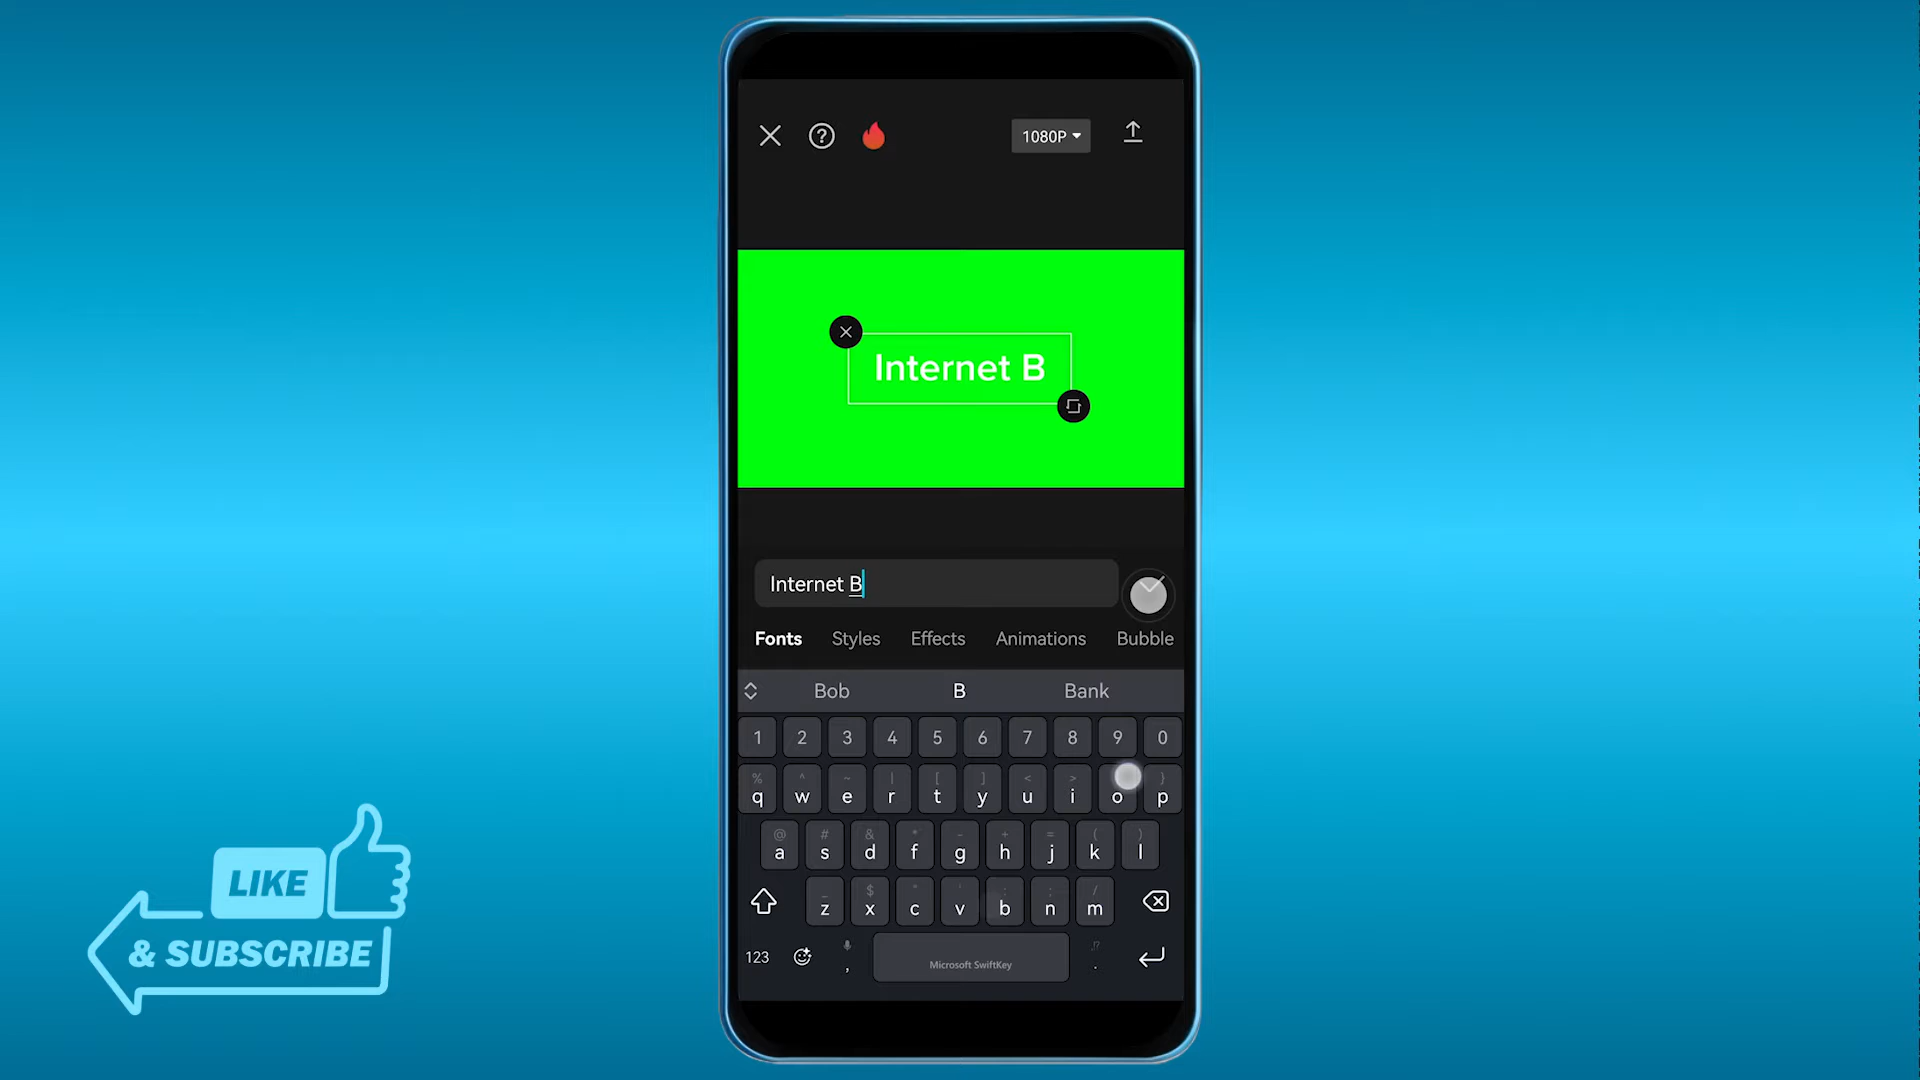 1080P
Internet B
Internet B
Fonts Styles Effects Animations Bubble
Bob B Bank
1 2 3 4 5 6 7 8 9 0
% ^ ~ | [ ] < > }
q w e r t y u i o p
@ # & * - + = ( )
a s d f g h j k l
_ $ " ' : ; /
z x c v b n m
123 , Microsoft SwiftKey !? .
LIKE
& SUBSCRIBE